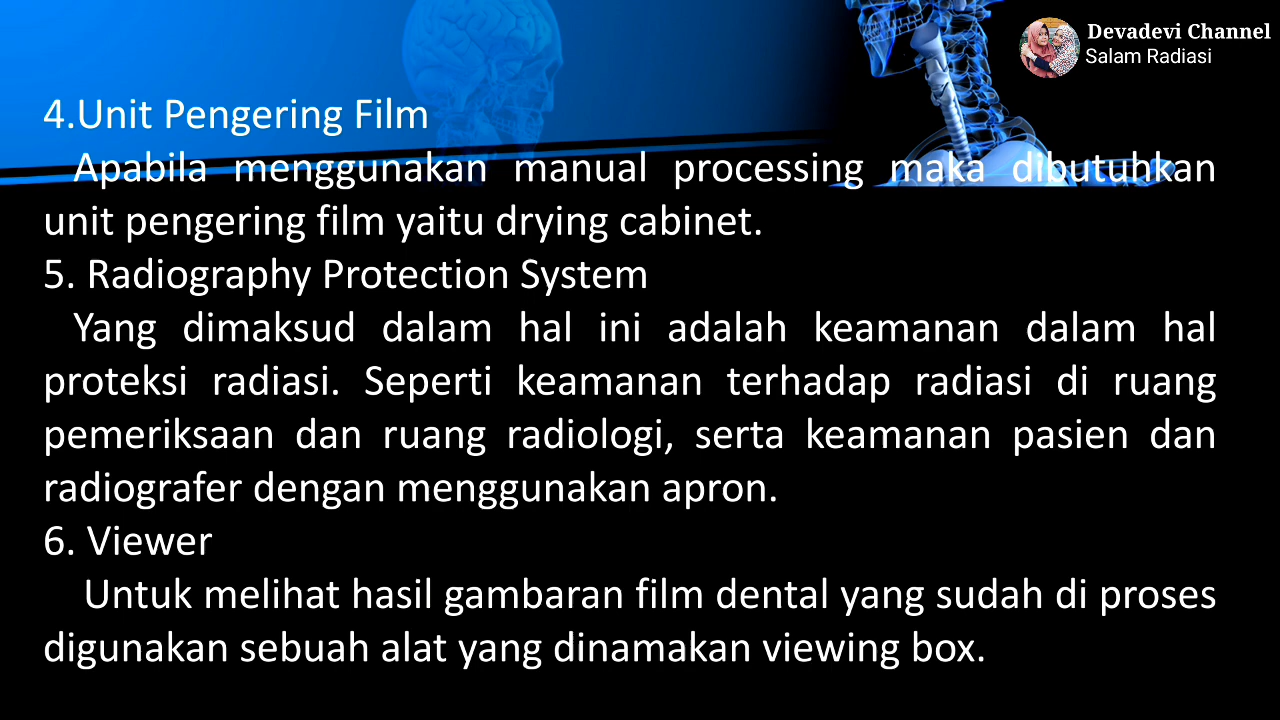 Devadevi Channel
Salam Radiasi
4.Unit Pengering Film
Apabila menggunakan manual processing maka dibutuhkan
unit pengering film yaitu drying cabinet.
5. Radiography Protection System
Yang dimaksud dalam hal ini adalah keamanan dalam hal
proteksi radiasi. Seperti keamanan terhadap radiasi di ruang
pemeriksaan dan ruang radiologi, serta keamanan pasien dan
radiografer dengan menggunakan apron.
6. Viewer
Untuk melihat hasil gambaran film dental yang sudah di proses
digunakan sebuah alat yang dinamakan viewing box.